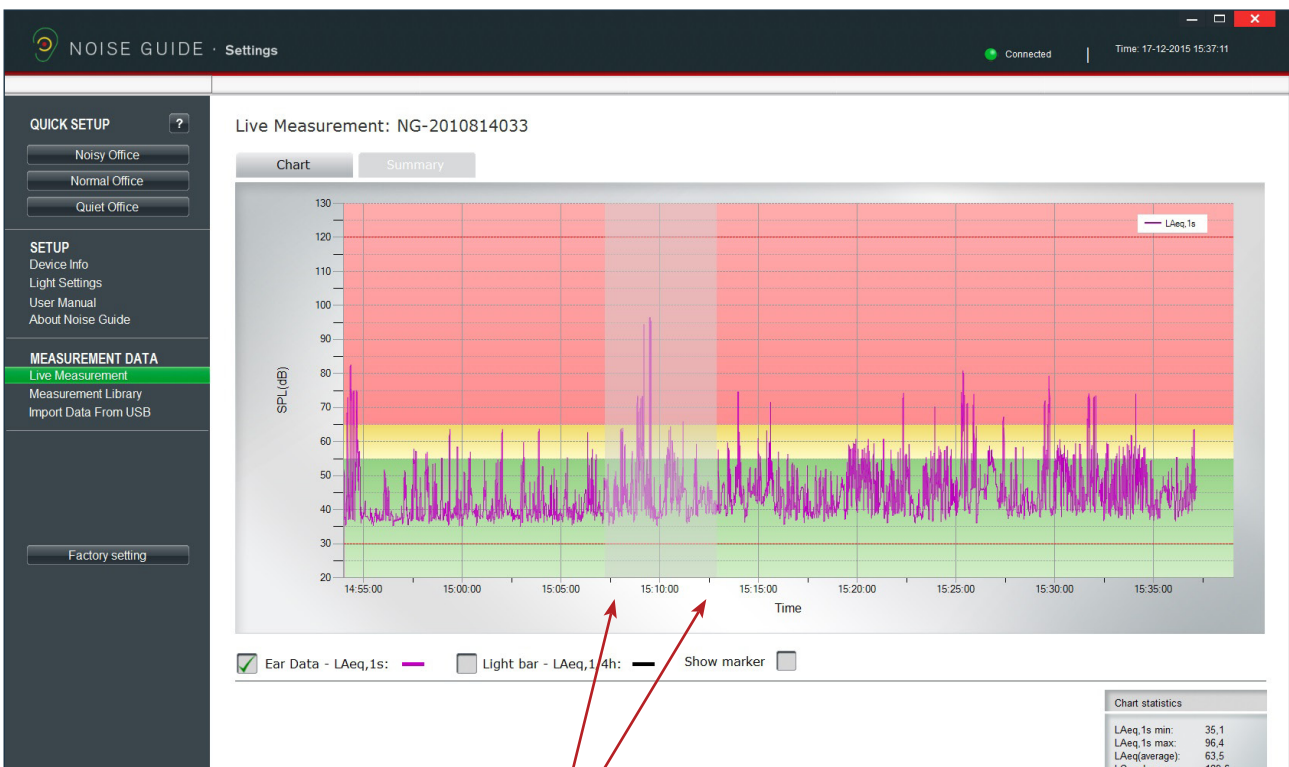 NOISE GUIDE · Settings
Connected | Time: 17-12-2015 15:37:11
QUICK SETUP ?
Noisy Office
Normal Office
Quiet Office
SETUP
Device Info
Light Settings
User Manual
About Noise Guide
MEASUREMENT DATA
Live Measurement
Measurement Library
Import Data From USB
Factory setting
Live Measurement: NG-2010814033
Chart Summary
LAeq,1s
SPL(dB)
130
120
110
100
90
80
70
60
50
40
30
20
14:55:00 15:00:00 15:05:00 15:10:00 15:15:00 15:20:00 15:25:00 15:30:00 15:35:00
Time
Ear Data - LAeq,1s: Light bar - LAeq,1/4h: Show marker
Chart statistics
LAeq,1s min: 35,1
LAeq,1s max: 96,4
LAeq(average): 63,5